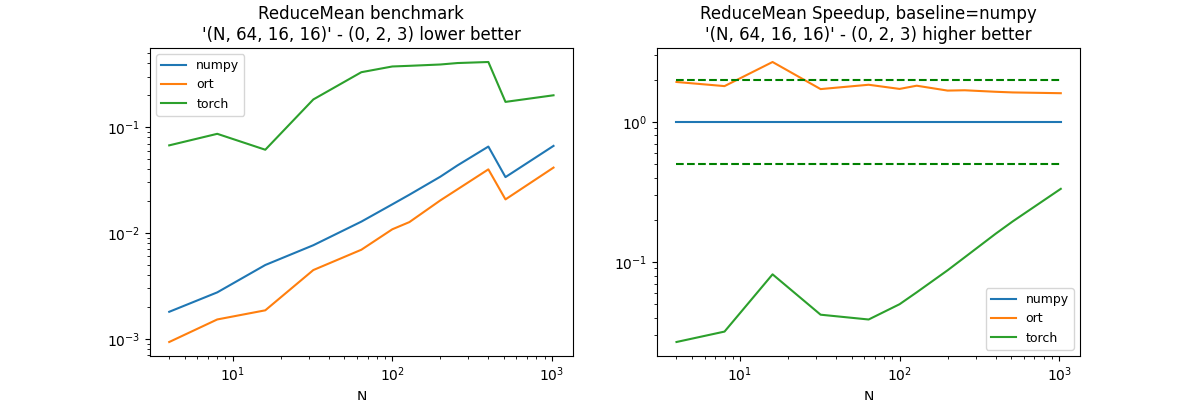 ReduceMean benchmark
'(N, 64, 16, 16)' - (0, 2, 3) lower better
numpy
ort
torch
10⁻¹
10⁻²
10⁻³
10¹
10²
10³
N
ReduceMean Speedup, baseline=numpy
'(N, 64, 16, 16)' - (0, 2, 3) higher better
10⁰
10⁻¹
numpy
ort
torch
10¹
10²
10³
N